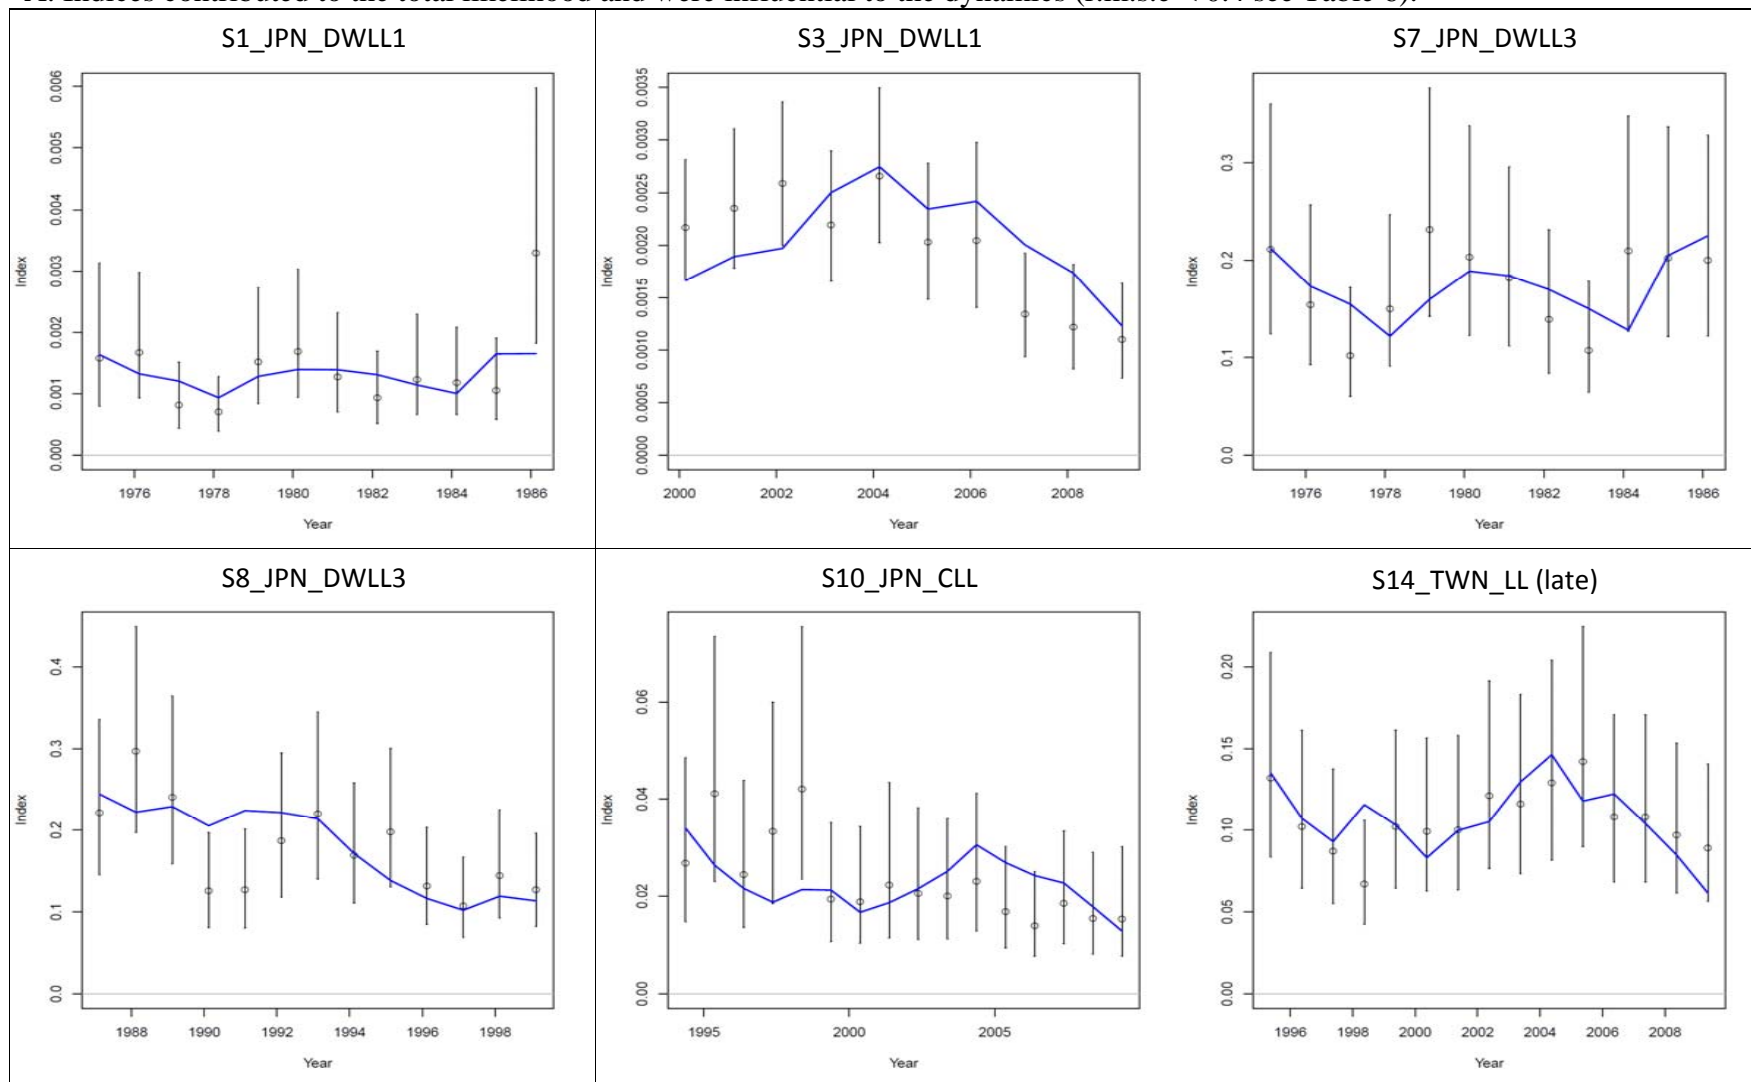 Indices contributed to the total likelihood and were influential to the dynamics (r.m.s.e see Table
S1_JPN_DWLL1
0.006
0.005
0.004
0.003
0.002
0.001
0.000
Index
1976 1978 1980 1982 1984 1986
Year
S3_JPN_DWLL1
0.0035
0.0030
0.0025
0.0020
0.0015
0.0010
0.0005
0.0000
Index
2000 2002 2004 2006 2008
Year
S7_JPN_DWLL3
0.3
0.2
0.1
0.0
Index
1976 1978 1980 1982 1984 1986
Year
S8_JPN_DWLL3
0.4
0.3
0.2
0.1
0.0
Index
1988 1990 1992 1994 1996 1998
Year
S10_JPN_CLL
0.06
0.04
0.02
0.00
Index
1995 2000 2005
Year
S14_TWN_LL (late)
0.20
0.15
0.10
0.05
0.00
Index
1996 1998 2000 2002 2004 2006 2008
Year